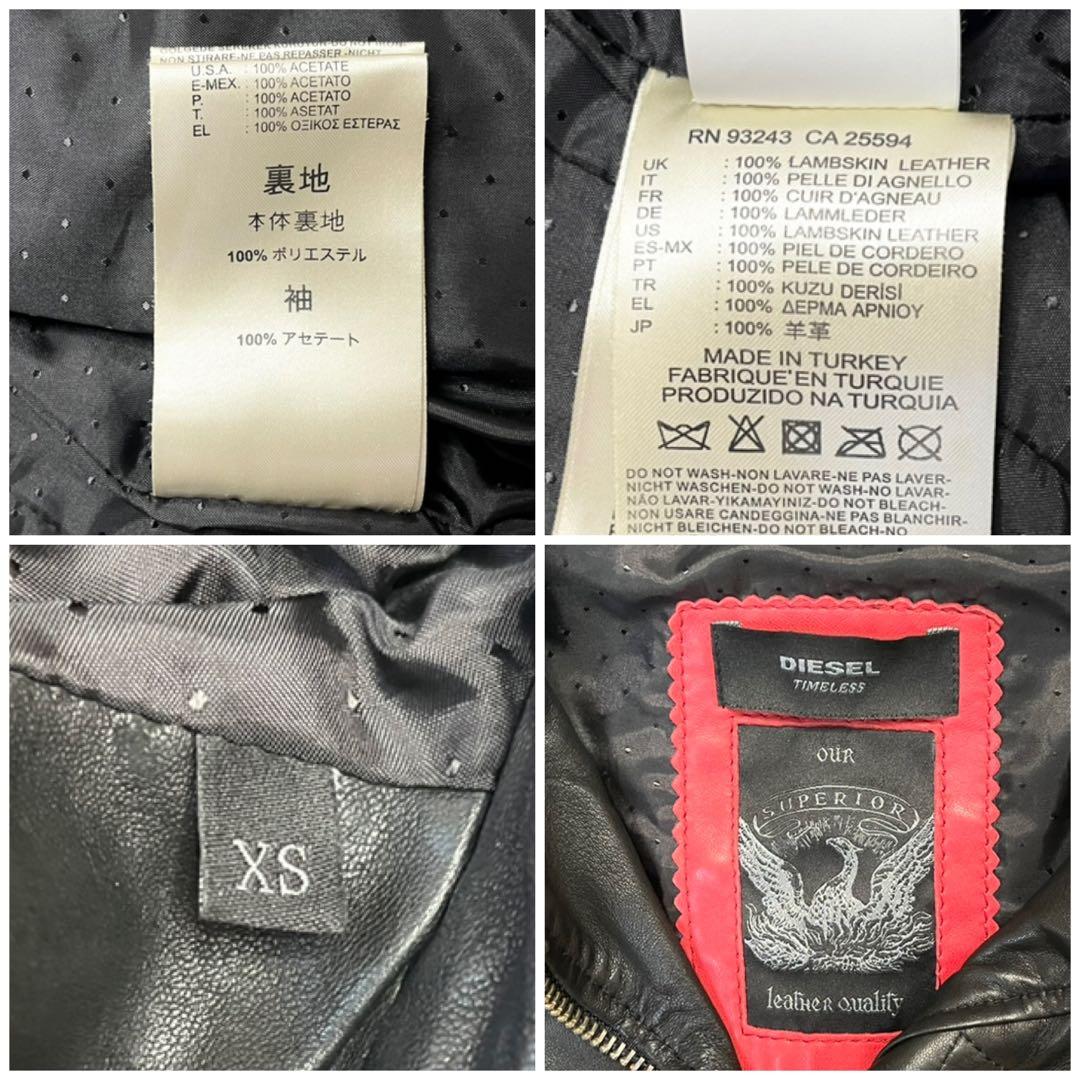 NON STIRARE-NE PAS REPASSER -NICHT
U.S.A. : 100% ACETATE
E-MEX. : 100% ACETATO
P. : 100% ACETATO
T. : 100% ASETAT
EL : 100% ΟΞΙΚΟΣ ΕΣΤΕΡΑΣ
裏地
本体裏地
100% ポリエステル
袖
100% アセテート
RN 93243 CA 25594
UK : 100% LAMBSKIN LEATHER
IT : 100% PELLE DI AGNELLO
FR : 100% CUIR D'AGNEAU
DE : 100% LAMMLEDER
US : 100% LAMBSKIN LEATHER
ES-MX : 100% PIEL DE CORDERO
PT : 100% PELE DE CORDEIRO
TR : 100% KUZU DERİSİ
EL : 100% ΔΕΡΜΑ ΑΡΝΙΟΥ
JP : 100% 羊革
MADE IN TURKEY
FABRIQUE'EN TURQUIE
PRODUZIDO NA TURQUIA
DO NOT WASH-NON LAVARE-NE PAS LAVER-
NICHT WASCHEN-DO NOT WASH-NO LAVAR-
NÃO LAVAR-YIKAMAYINIZ-DO NOT BLEACH-
NON USARE CANDEGGINA-NE PAS BLANCHIR-
NICHT BLEICHEN-DO NOT BLEACH-NO
XS
DIESEL
TIMELESS
OUR
SUPERIOR
leather quality